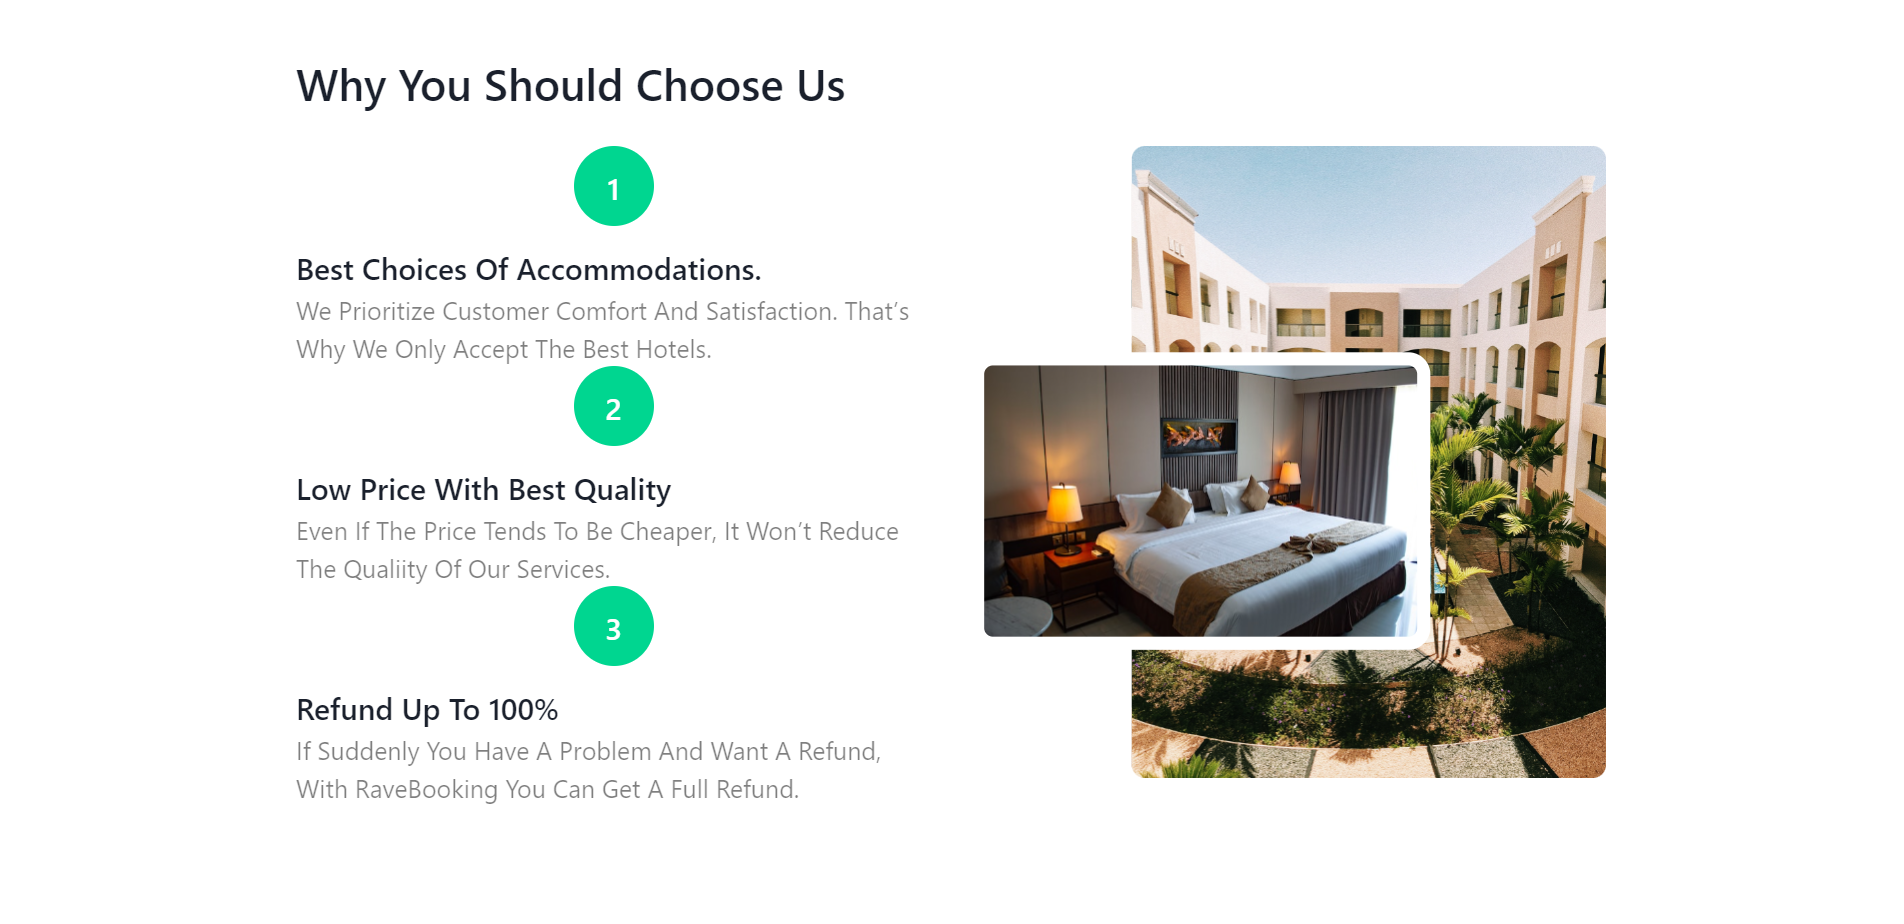 Why You Should Choose Us
1
Best Choices Of Accommodations.
We Prioritize Customer Comfort And Satisfaction. That’s
Why We Only Accept The Best Hotels.
2
Low Price With Best Quality
Even If The Price Tends To Be Cheaper, It Won’t Reduce
The Qualiity Of Our Services.
3
Refund Up To 100%
If Suddenly You Have A Problem And Want A Refund,
With RaveBooking You Can Get A Full Refund.